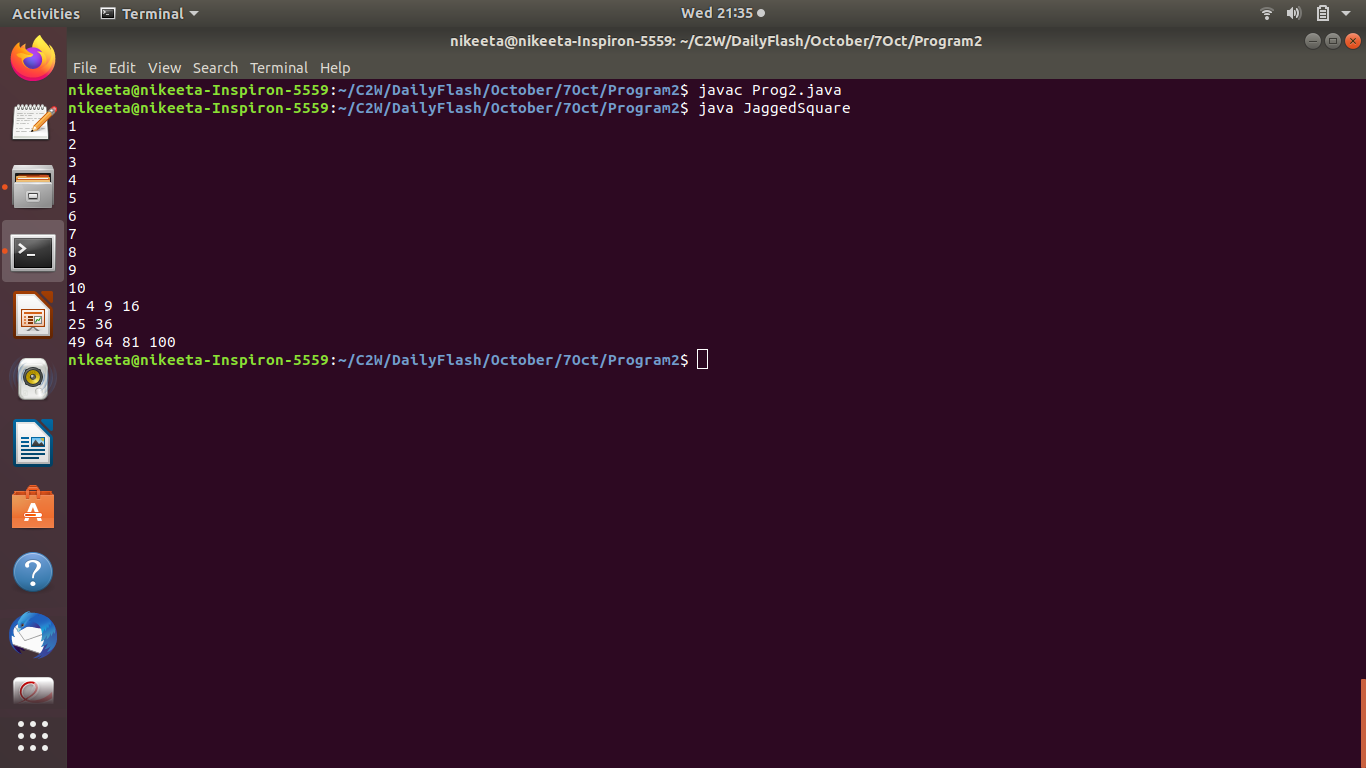 Activities Terminal Wed 21:35
nikeeta@nikeeta-Inspiron-5559: ~/C2W/DailyFlash/October/7Oct/Program2
File Edit View Search Terminal Help
nikeeta@nikeeta-Inspiron-5559:~/C2W/DailyFlash/October/7Oct/Program2$ javac Prog2.java
nikeeta@nikeeta-Inspiron-5559:~/C2W/DailyFlash/October/7Oct/Program2$ java JaggedSquare
1
2
3
4
5
6
7
8
9
10
1 4 9 16
25 36
49 64 81 100
nikeeta@nikeeta-Inspiron-5559:~/C2W/DailyFlash/October/7Oct/Program2$